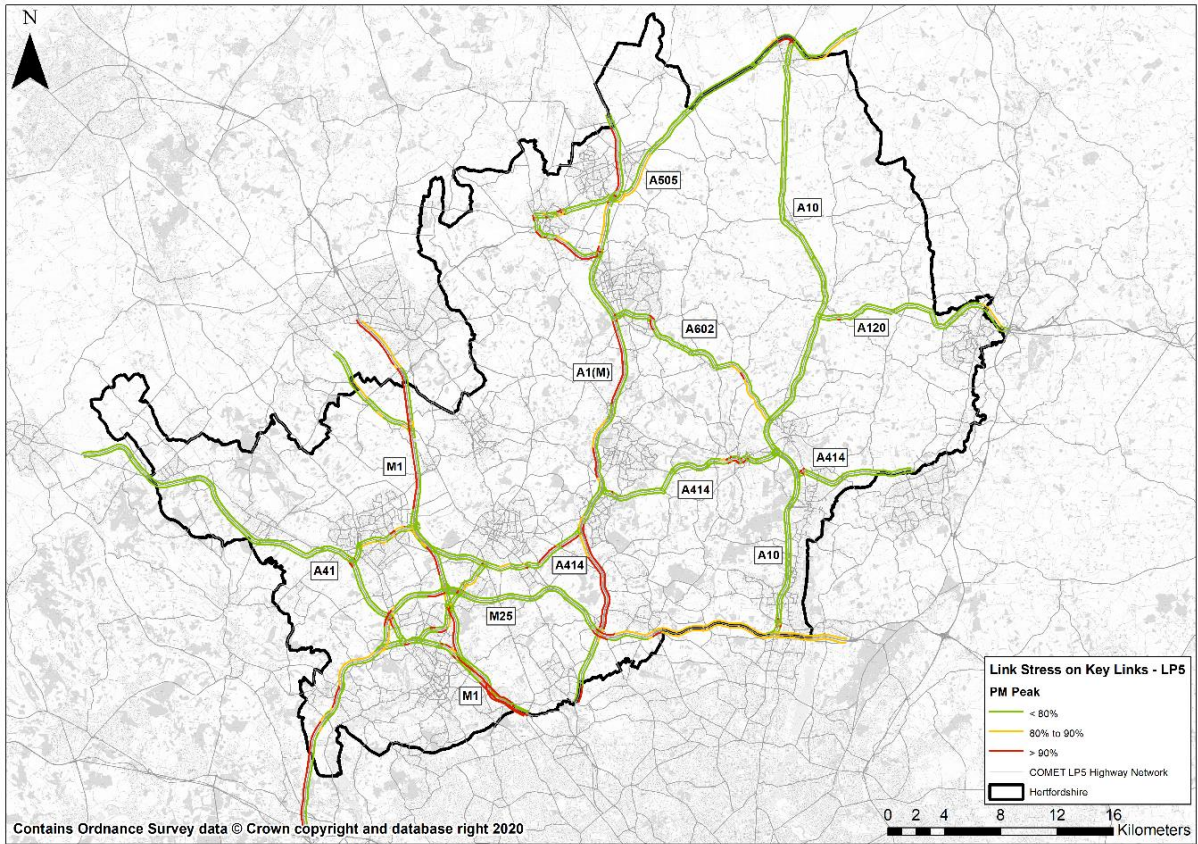 N
A505
A10
A602
A120
A1(M)
M1
A414
A414
A41
A414
A10
M25
M1
Link Stress on Key Links - LP5
PM Peak
< 80%
80% to 90%
> 90%
COMET LP5 Highway Network
Hertfordshire
Contains Ordnance Survey data © Crown copyright and database right 2020
0 2 4 8 12 16
Kilometers